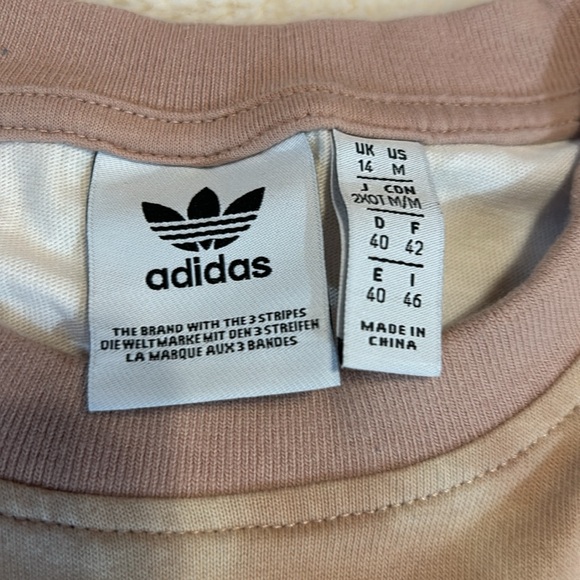 adidas
THE BRAND WITH THE 3 STRIPES
DIE WELTMARKE MIT DEN 3 STREIFEN
LA MARQUE AUX 3 BANDES
UK US
14 M
J CDN
2XOT M/M
D F
40 42
E I
40 46
MADE IN
CHINA